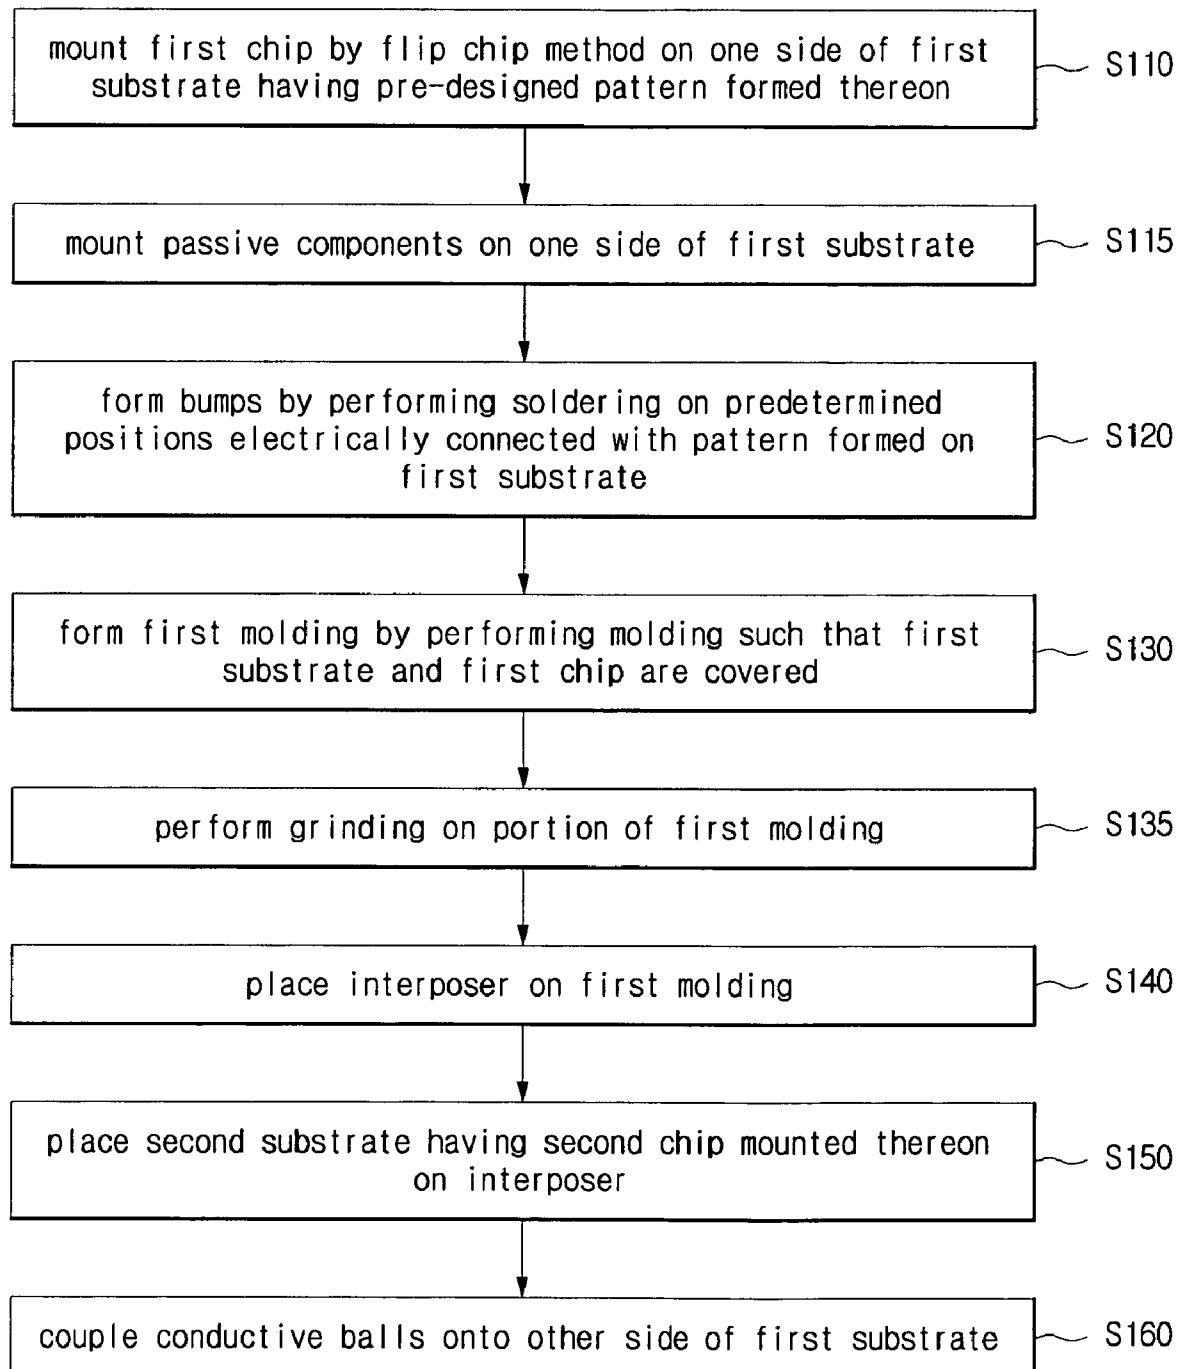 mount first chip by flip chip method on one side of first
substrate having pre-designed pattern formed thereon
S110
mount passive components on one side of first substrate
S115
form bumps by performing soldering on predetermined
positions electrically connected with pattern formed on
first substrate
S120
form first molding by performing molding such that first
substrate and first chip are covered
S130
perform grinding on portion of first molding
S135
place interposer on first molding
S140
place second substrate having second chip mounted thereon
on interposer
S150
couple conductive balls onto other side of first substrate
S160